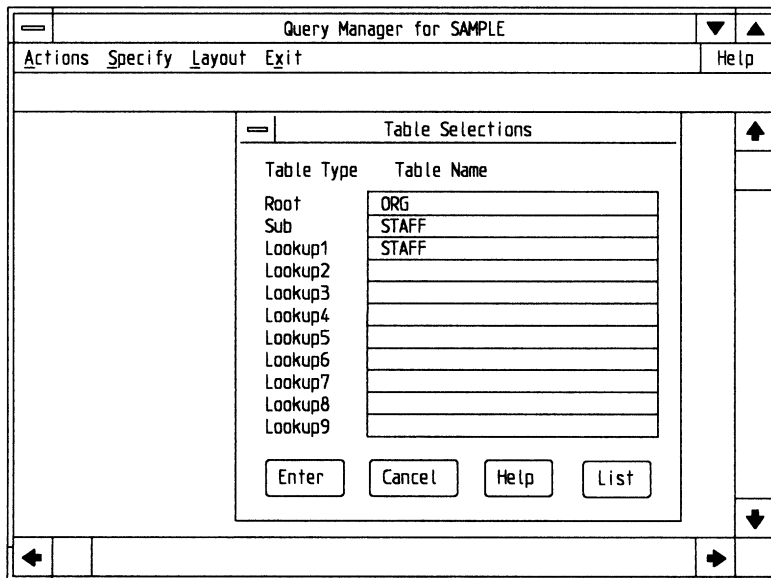 Query Manager for SAMPLE
Actions Specify Layout Exit Help
Table Selections
Table Type Table Name
Root ORG
Sub STAFF
Lookup1 STAFF
Lookup2
Lookup3
Lookup4
Lookup5
Lookup6
Lookup7
Lookup8
Lookup9
Enter Cancel Help List